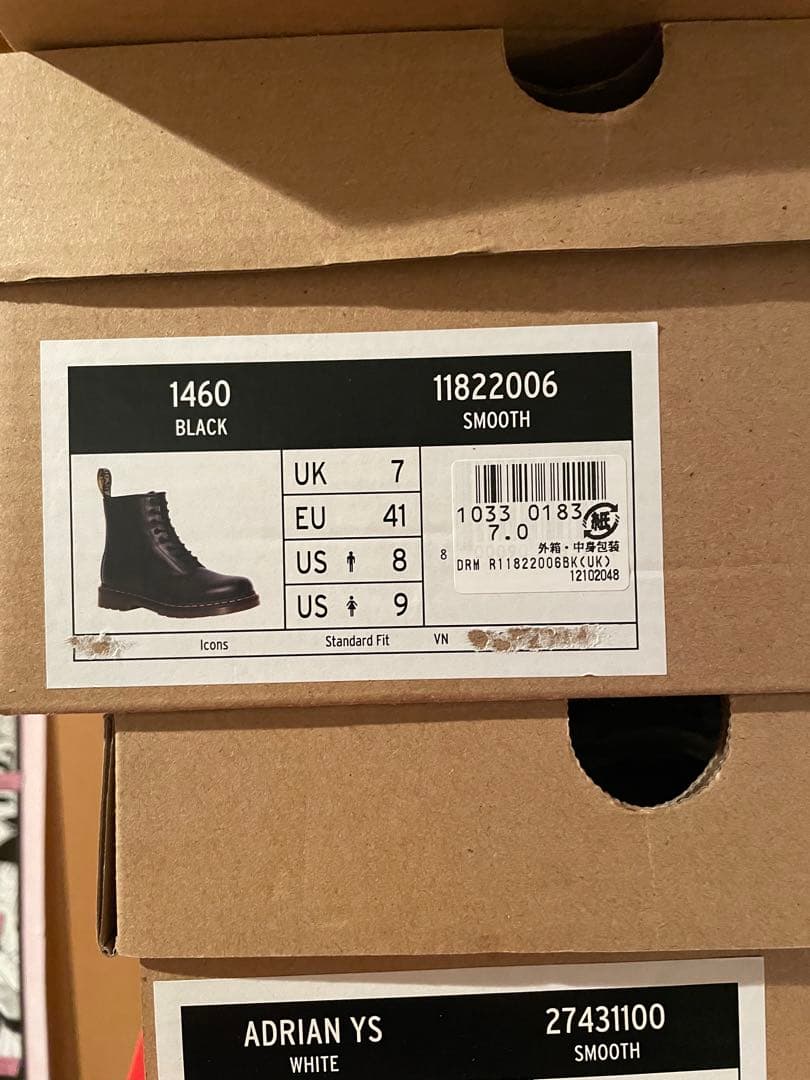 1460
BLACK
11822006
SMOOTH
UK 7
EU 41
US 8
US 9
8
1033 0183
7.0
紙
外箱・中身包装
DRM R11822006BK(UK)
12102048
Icons
Standard Fit
VN
ADRIAN YS
WHITE
27431100
SMOOTH